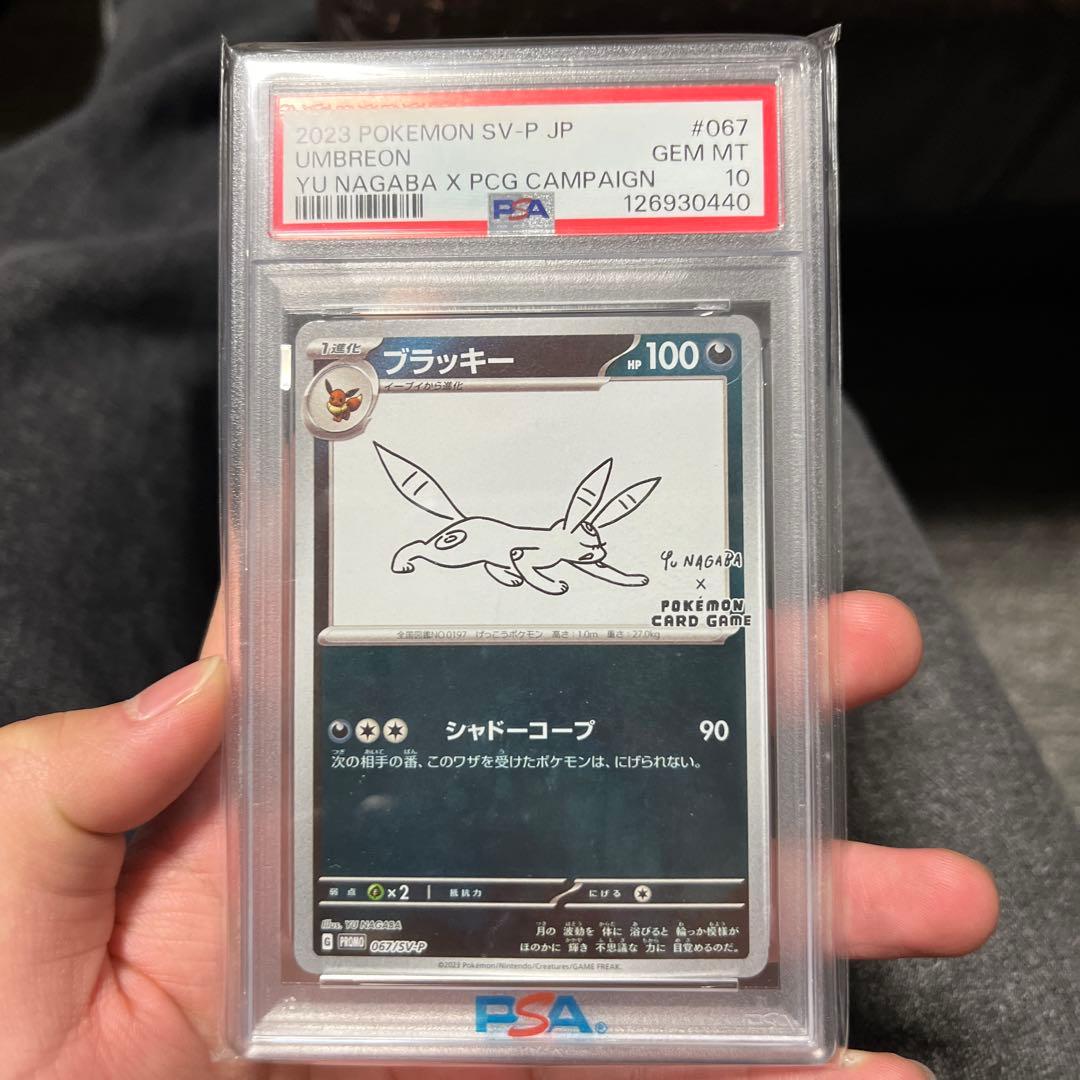 2023 POKEMON SV-P JP #067
UMBREON GEM MT
YU NAGABA X PCG CAMPAIGN 10
PSA 126930440
1進化 ブラッキー HP 100
イーブイから進化
Yu NAGABA
×
POKÉMON
CARD GAME
全国図鑑NO.0197 げっこうポケモン 高さ:1.0m 重さ:27.0kg
シャドーコープ 90
次の相手の番、このワザを受けたポケモンは、にげられない。
弱点 ×2 抵抗力 にげる
Illus. YU NAGABA
G PROMO 067/SV-P
月の波動を体に浴びると輪っか模様が
ほのかに輝き不思議な力に目覚めるのだ。
©2023 Pokémon/Nintendo/Creatures/GAME FREAK.
PSA®